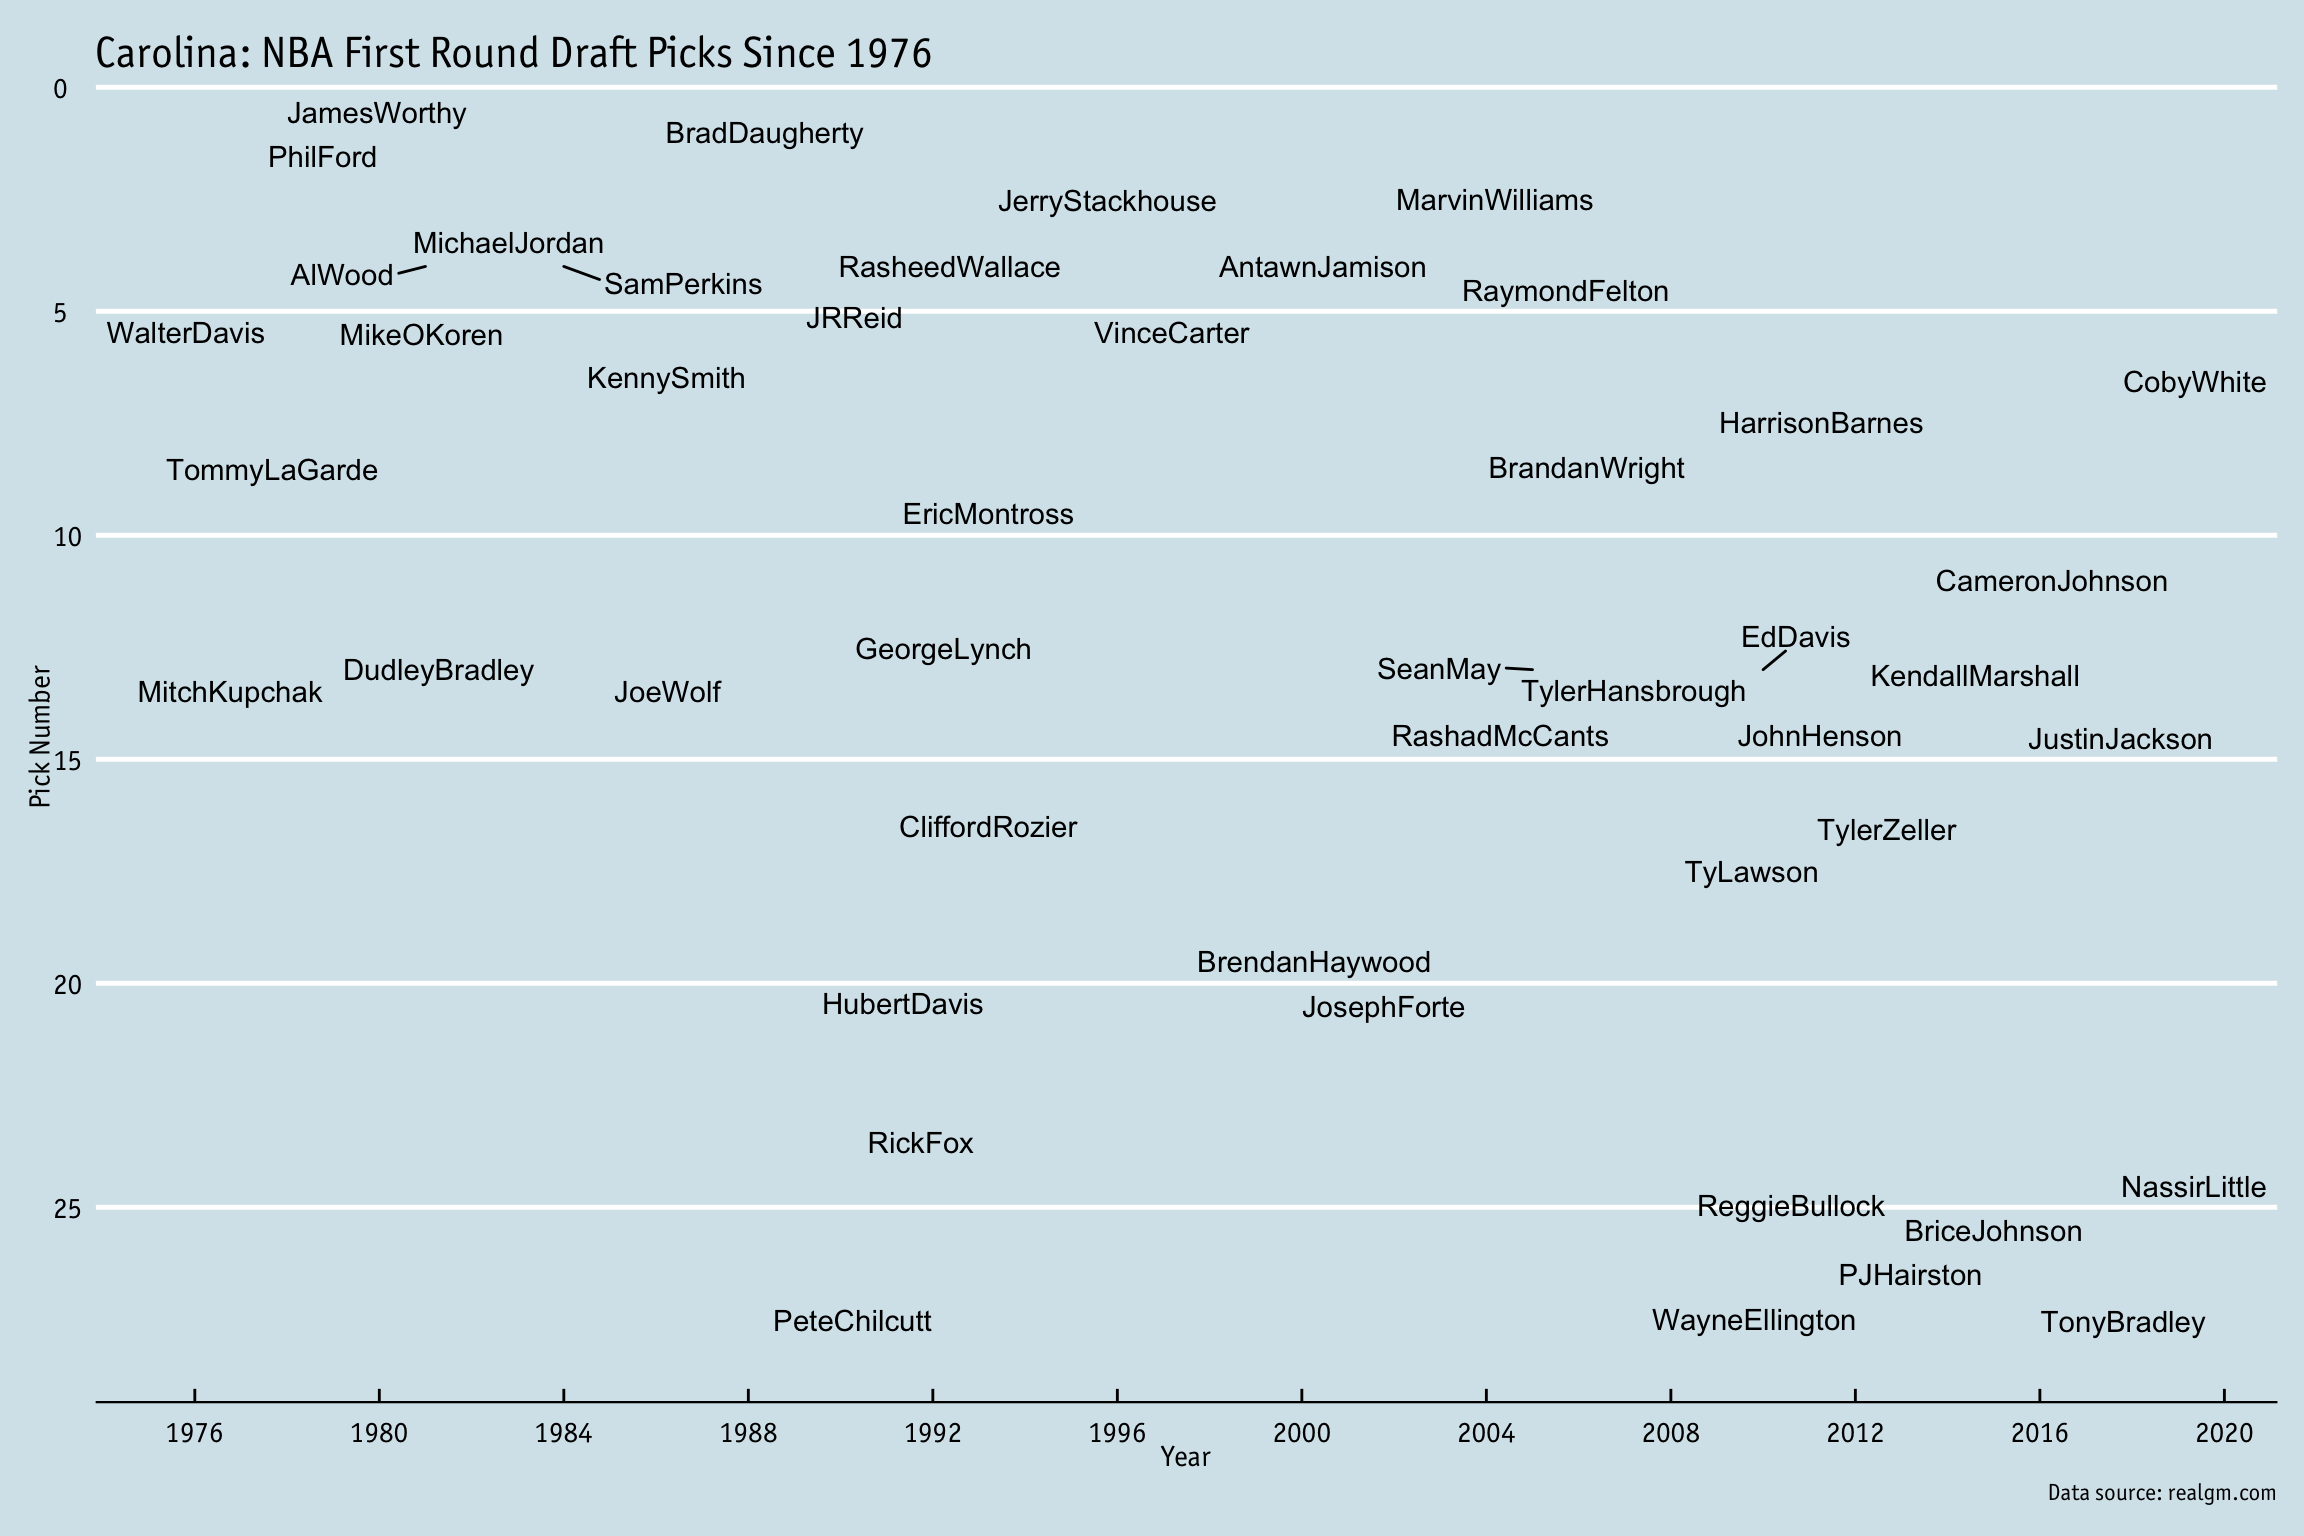 Carolina: NBA First Round Draft Picks Since 1976
0
JamesWorthy
BradDaugherty
PhilFord
JerryStackhouse
MarvinWilliams
MichaelJordan
AlWood
SamPerkins
RasheedWallace
AntawnJamison
RaymondFelton
5
JRReid
WalterDavis
MikeOKoren
VinceCarter
KennySmith
CobyWhite
HarrisonBarnes
TommyLaGarde
BrandanWright
EricMontross
10
CameronJohnson
EdDavis
GeorgeLynch
DudleyBradley
SeanMay
KendallMarshall
MitchKupchak
JoeWolf
TylerHansbrough
RashadMcCants
JohnHenson
JustinJackson
Pick Number
15
CliffordRozier
TylerZeller
TyLawson
BrendanHaywood
20
HubertDavis
JosephForte
RickFox
NassirLittle
25
ReggieBullock
BriceJohnson
PJHairston
PeteChilcutt
WayneEllington
TonyBradley
1976 1980 1984 1988 1992 1996 2000 2004 2008 2012 2016 2020
Year
Data source: realgm.com